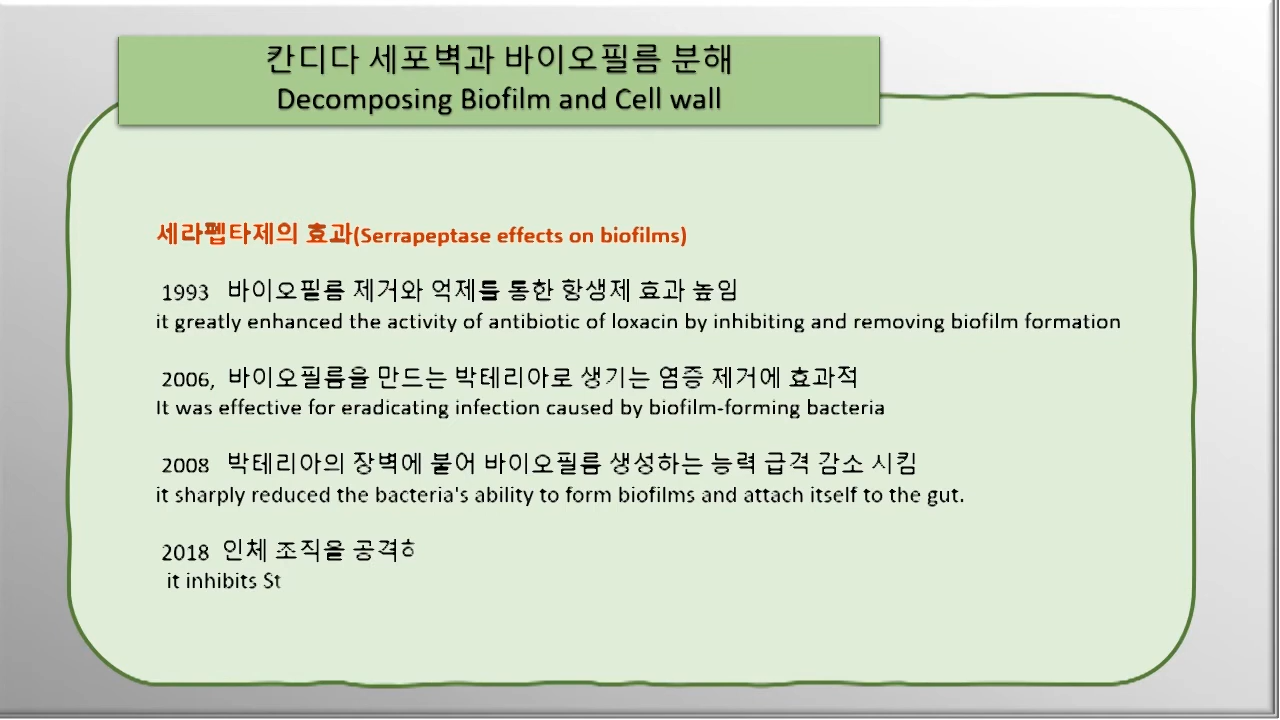 칸디다 세포벽과 바이오필름 분해
Decomposing Biofilm and Cell wall
세라펩타제의 효과(Serrapeptase effects on biofilms)
1993 바이오필름 제거와 억제를 통한 항생제 효과 높임
it greatly enhanced the activity of antibiotic of loxacin by inhibiting and removing biofilm formation
2006, 바이오필름을 만드는 박테리아로 생기는 염증 제거에 효과적
It was effective for eradicating infection caused by biofilm-forming bacteria
2008 박테리아의 장벽에 붙어 바이오필름 생성하는 능력 급격 감소 시킴
it sharply reduced the bacteria's ability to form biofilms and attach itself to the gut.
2018 인체 조직을 공격
it inhibits St